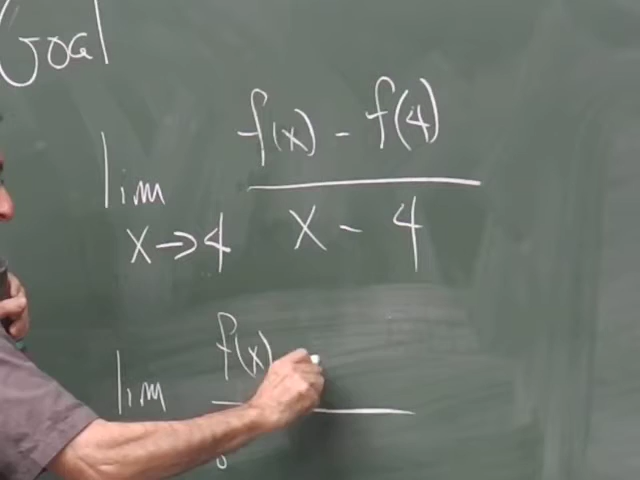 Goal
f(x) - f(4)
lim
x→4 x - 4
f(x)
lim